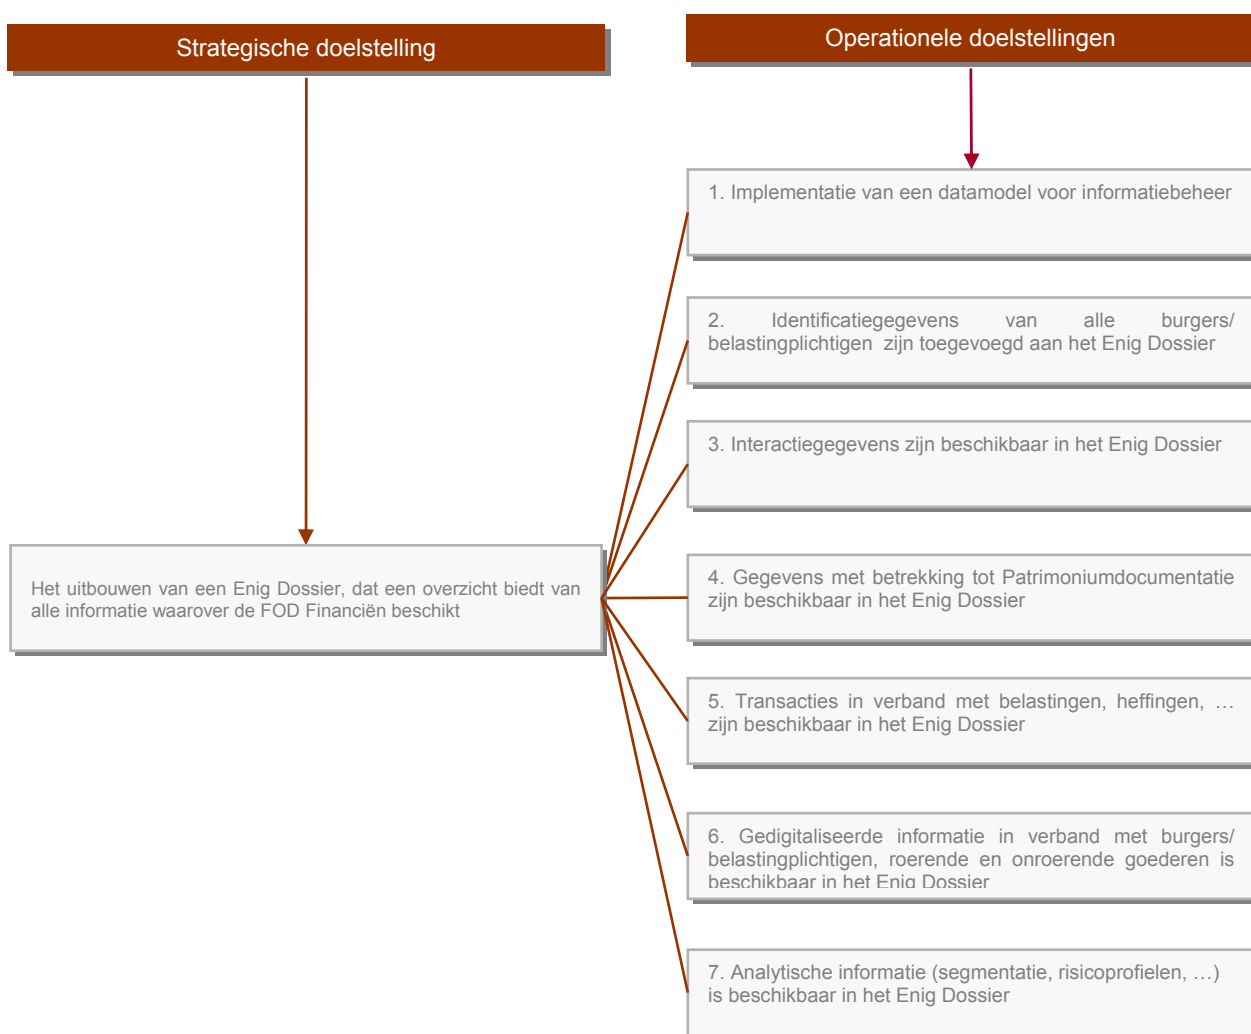 Strategische doelstelling
Operationele doelstellingen
1. Implementatie van een datamodel voor informatiebeheer
2. Identificatiegegevens van alle burgers/
belastingplichtigen zijn toegevoegd aan het Enig Dossier
3. Interactiegegevens zijn beschikbaar in het Enig Dossier
Het uitbouwen van een Enig Dossier, dat een overzicht biedt van
alle informatie waarover de FOD Financiën beschikt
4. Gegevens met betrekking tot Patrimoniumdocumentatie
zijn beschikbaar in het Enig Dossier
5. Transacties in verband met belastingen, heffingen, …
zijn beschikbaar in het Enig Dossier
6. Gedigitaliseerde informatie in verband met burgers/
belastingplichtigen, roerende en onroerende goederen is
beschikbaar in het Enig Dossier
7. Analytische informatie (segmentatie, risicoprofielen, …)
is beschikbaar in het Enig Dossier